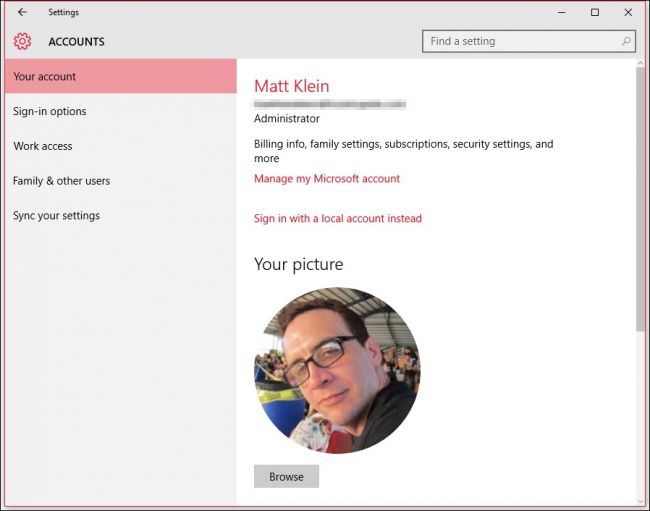 Settings
ACCOUNTS
Find a setting
Your account
Sign-in options
Work access
Family & other users
Sync your settings
Matt Klein
Administrator
Billing info, family settings, subscriptions, security settings, and
more
Manage my Microsoft account
Sign in with a local account instead
Your picture
Browse